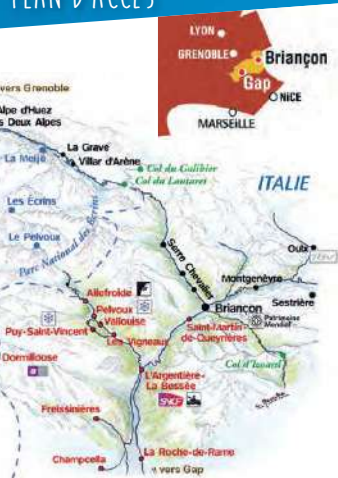 PLAN D'ACCÈS
LYON
GRENOBLE
Briançon
Gap
NICE
MARSEILLE
vers Grenoble
Alpe d'Huez
Deux Alpes
La Grave
La Meije
Villar d'Arène
Col du Galibier
Col du Lautaret
Les Écrins
ITALIE
Le Pelvoux
Parc National des Écrins
Serre Chevalier
Oulx
Montgenèvre
Ailefroide
Briançon
Sestrière
Patrimoine
Mondial
Pelvoux
Vallouise
Puy-Saint-Vincent
Saint-Martin-
de-Queyrières
Les Vigneaux
Col d'Izoard
Dormillouse
L'Argentière-
La Bessée
SNCF
Freissinières
La Roche-de-Rame
Champcella
vers Gap